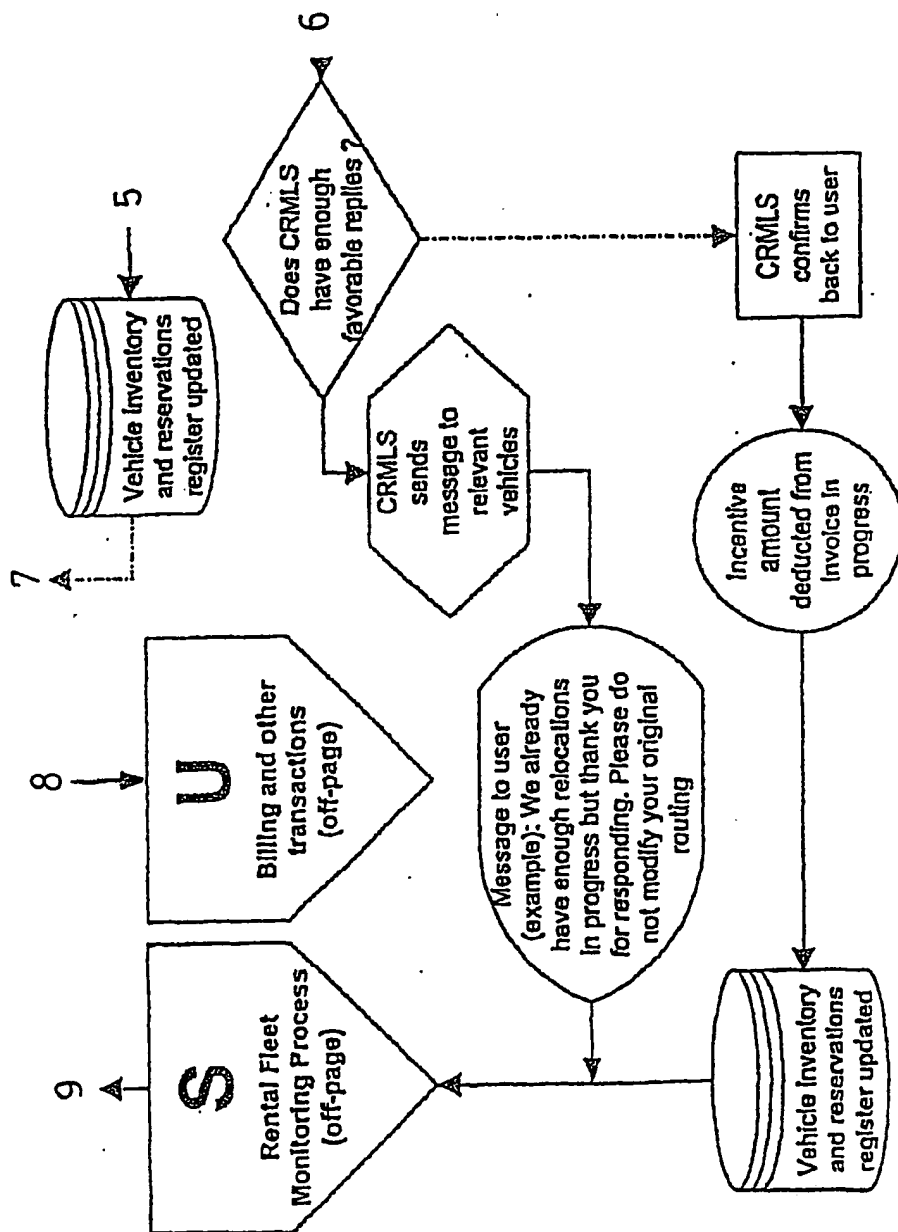 6
Does CRMLS
have enough
favorable replies ?
5
Vehicle Inventory
and reservations
register updated
7
CRMLS
sends
message to
relevant
vehicles
CRMLS
confirms
back to user
Incentive
amount
deducted from
Invoice in
progress
8
U
Billing and other
transactions
(off-page)
Message to user
(example): We already
have enough relocations
In progress but thank you
for responding. Please do
not modify your original
routing
9
S
Rental Fleet
Monitoring Process
(off-page)
Vehicle Inventory
and reservations
register updated